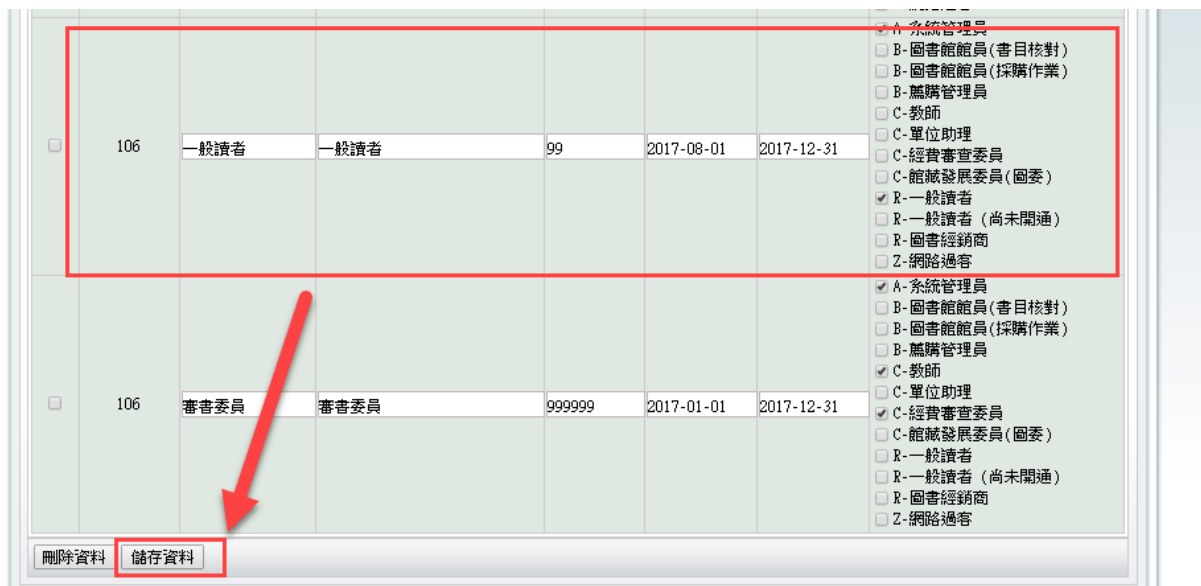 A-系統管理員
B-圖書館館員(書目核對)
B-圖書館館員(採購作業)
B-薦購管理員
C-教師
C-單位助理
106 一般讀者 一般讀者 99 2017-08-01 2017-12-31
C-經費審查委員
C-館藏發展委員(圖委)
R-一般讀者
R-一般讀者 (尚未開通)
R-圖書經銷商
Z-網路過客
A-系統管理員
B-圖書館館員(書目核對)
B-圖書館館員(採購作業)
B-薦購管理員
C-教師
C-單位助理
106 審書委員 審書委員 999999 2017-01-01 2017-12-31
C-經費審查委員
C-館藏發展委員(圖委)
R-一般讀者
R-一般讀者 (尚未開通)
R-圖書經銷商
Z-網路過客
刪除資料 儲存資料